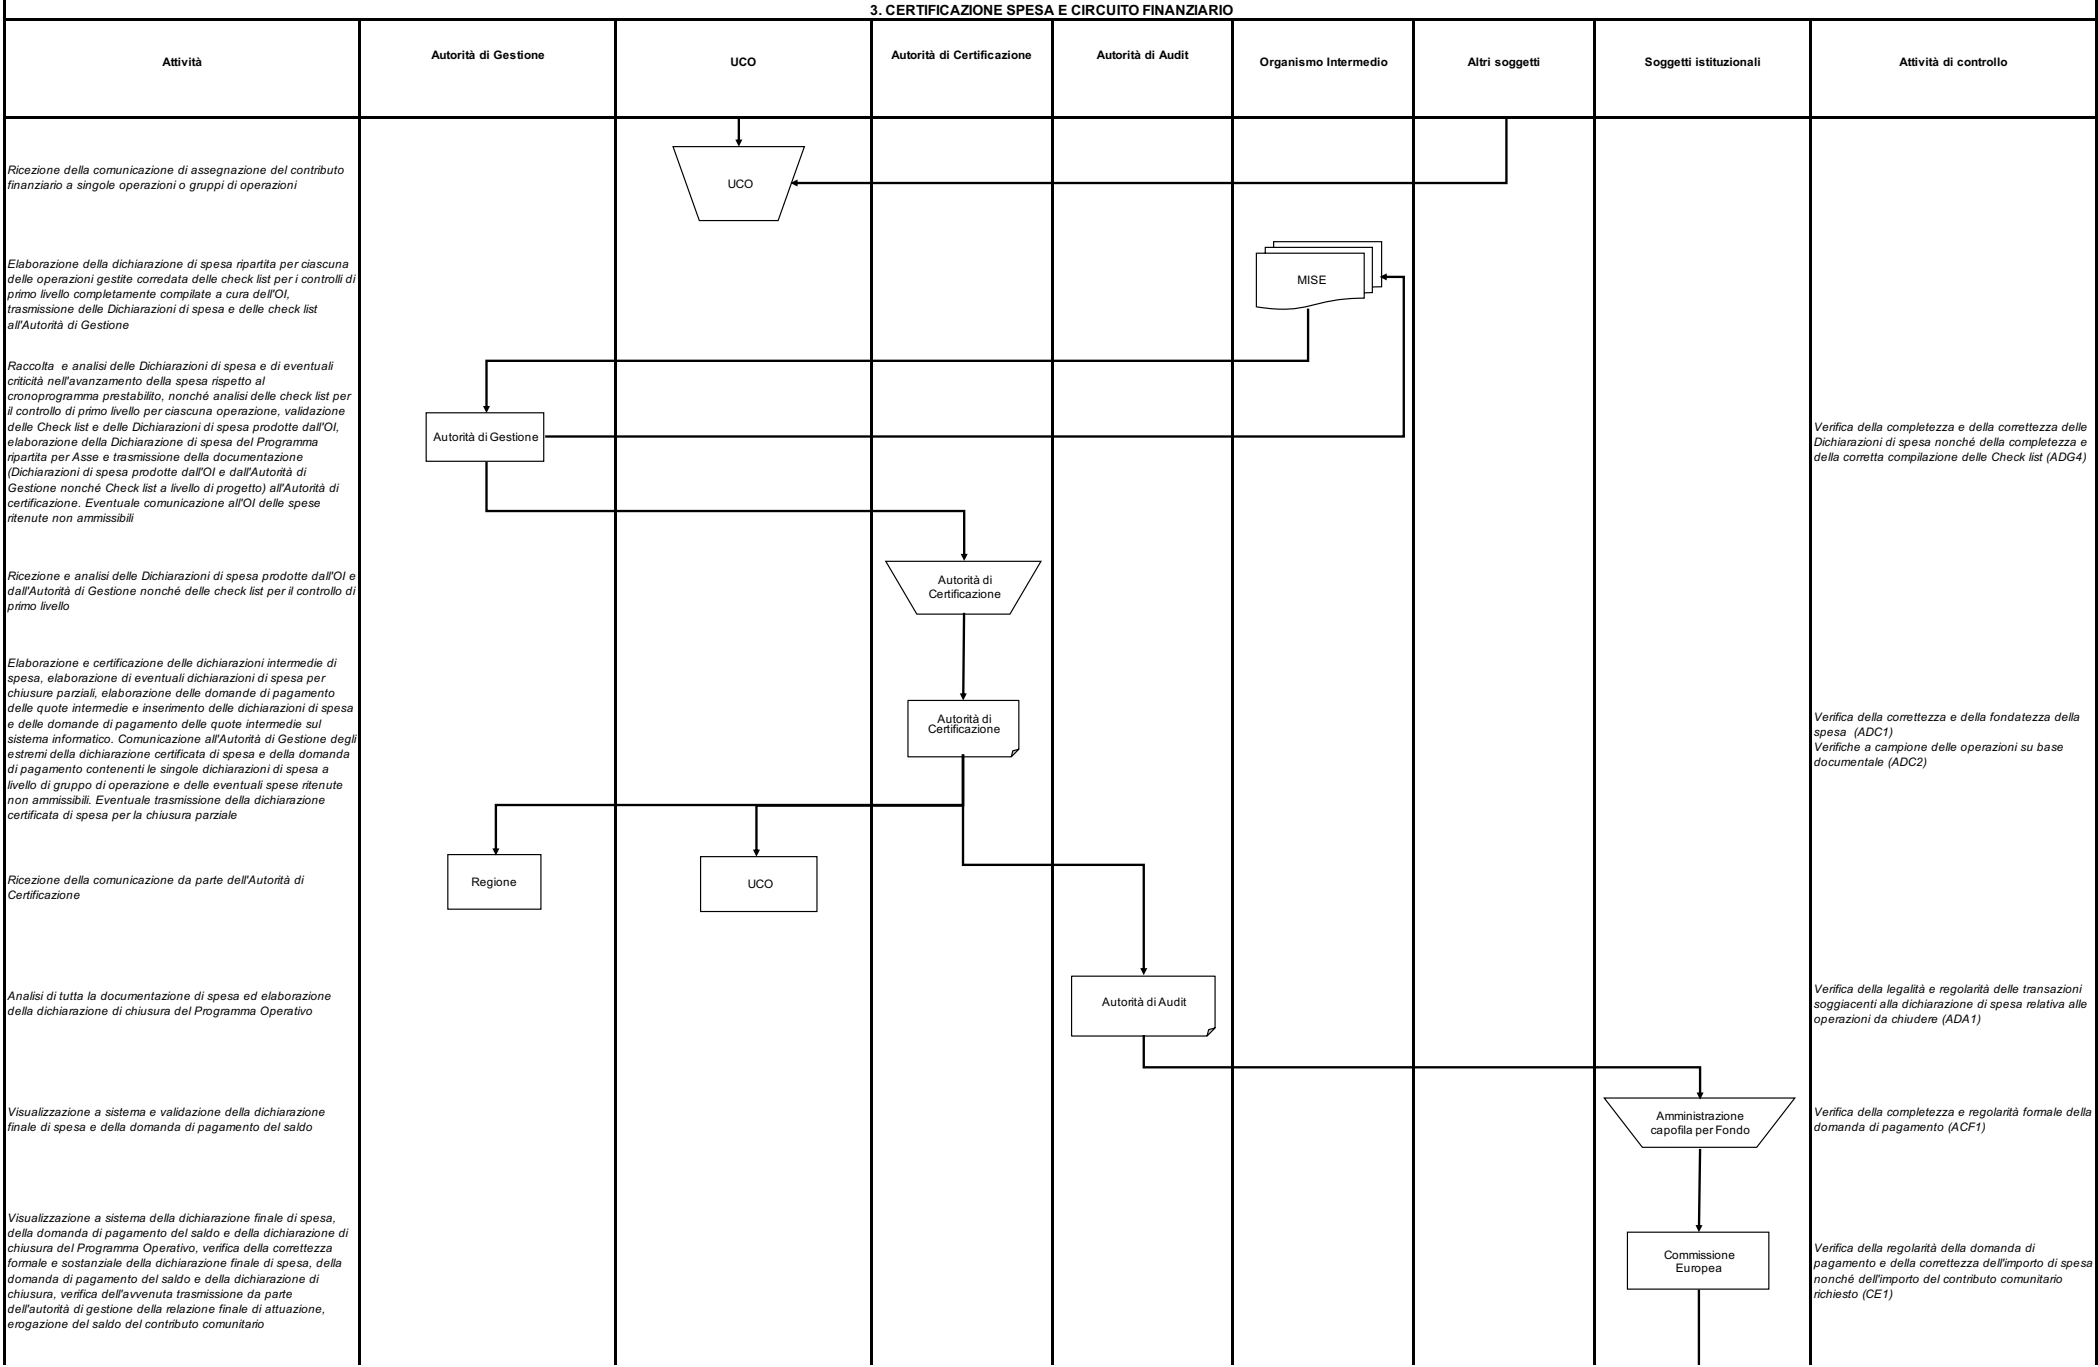 3. CERTIFICAZIONE SPESA E CIRCUITO FINANZIARIO
Attività
Autorità di Gestione
UCO
Autorità di Certificazione
Autorità di Audit
Organismo Intermedio
Altri soggetti
Soggetti istituzionali
Attività di controllo
Ricezione della comunicazione di assegnazione del contributo
finanziario a singole operazioni o gruppi di operazioni
UCO
Elaborazione della dichiarazione di spesa ripartita per ciascuna
delle operazioni gestite corredata delle check list per i controlli di
primo livello completamente compilate a cura dell'OI,
trasmissione delle Dichiarazioni di spesa e delle check list
all'Autorità di Gestione
MISE
Raccolta  e analisi delle Dichiarazioni di spesa e di eventuali
criticità nell'avanzamento della spesa rispetto al
cronoprogramma prestabilito, nonché analisi delle check list per
il controllo di primo livello per ciascuna operazione, validazione
delle Check list e delle Dichiarazioni di spesa prodotte dall'OI,
elaborazione della Dichiarazione di spesa del Programma
ripartita per Asse e trasmissione della documentazione
(Dichiarazioni di spesa prodotte dall'OI e dall'Autorità di
Gestione nonché Check list a livello di progetto) all'Autorità di
certificazione. Eventuale comunicazione all'OI delle spese
ritenute non ammissibili
Autorità di Gestione
Verifica della completezza e della correttezza delle
Dichiarazioni di spesa nonché della completezza e
della corretta compilazione delle Check list (ADG4)
Ricezione e analisi delle Dichiarazioni di spesa prodotte dall'OI e
dall'Autorità di Gestione nonché delle check list per il controllo di
primo livello
Autorità di
Certificazione
Elaborazione e certificazione delle dichiarazioni intermedie di
spesa, elaborazione di eventuali dichiarazioni di spesa per
chiusure parziali, elaborazione delle domande di pagamento
delle quote intermedie e inserimento delle dichiarazioni di spesa
e delle domande di pagamento delle quote intermedie sul
sistema informatico. Comunicazione all'Autorità di Gestione degli
estremi della dichiarazione certificata di spesa e della domanda
di pagamento contenenti le singole dichiarazioni di spesa a
livello di gruppo di operazione e delle eventuali spese ritenute
non ammissibili. Eventuale trasmissione della dichiarazione
certificata di spesa per la chiusura parziale
Autorità di
Certificazione
Verifica della correttezza e della fondatezza della
spesa  (ADC1)
Verifiche a campione delle operazioni su base
documentale (ADC2)
Ricezione della comunicazione da parte dell'Autorità di
Certificazione
Regione
UCO
Analisi di tutta la documentazione di spesa ed elaborazione
della dichiarazione di chiusura del Programma Operativo
Autorità di Audit
Verifica della legalità e regolarità delle transazioni
soggiacenti alla dichiarazione di spesa relativa alle
operazioni da chiudere (ADA1)
Visualizzazione a sistema e validazione della dichiarazione
finale di spesa e della domanda di pagamento del saldo
Amministrazione
capofila per Fondo
Verifica della completezza e regolarità formale della
domanda di pagamento (ACF1)
Visualizzazione a sistema della dichiarazione finale di spesa,
della domanda di pagamento del saldo e della dichiarazione di
chiusura del Programma Operativo, verifica della correttezza
formale e sostanziale della dichiarazione finale di spesa, della
domanda di pagamento del saldo e della dichiarazione di
chiusura, verifica dell'avvenuta trasmissione da parte
dell'autorità di gestione della relazione finale di attuazione,
erogazione del saldo del contributo comunitario
Commissione
Europea
Verifica della regolarità della domanda di
pagamento e della correttezza dell'importo di spesa
nonché dell'importo del contributo comunitario
richiesto (CE1)